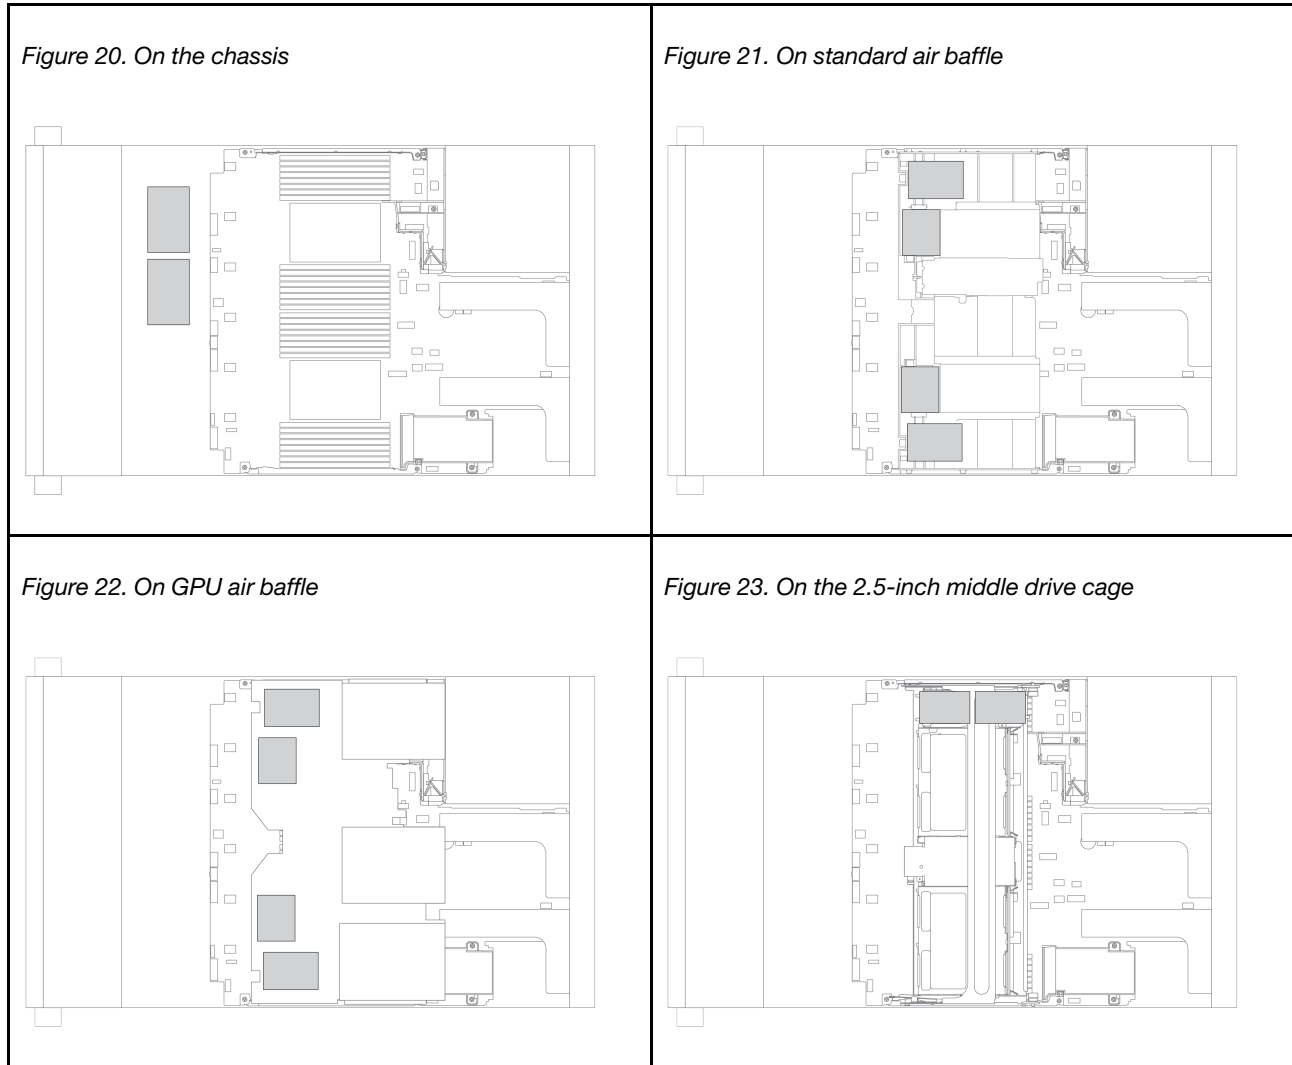 Figure 20. On the chassis
Figure 21. On standard air baffle
Figure 22. On GPU air baffle
Figure 23. On the 2.5-inch middle drive cage